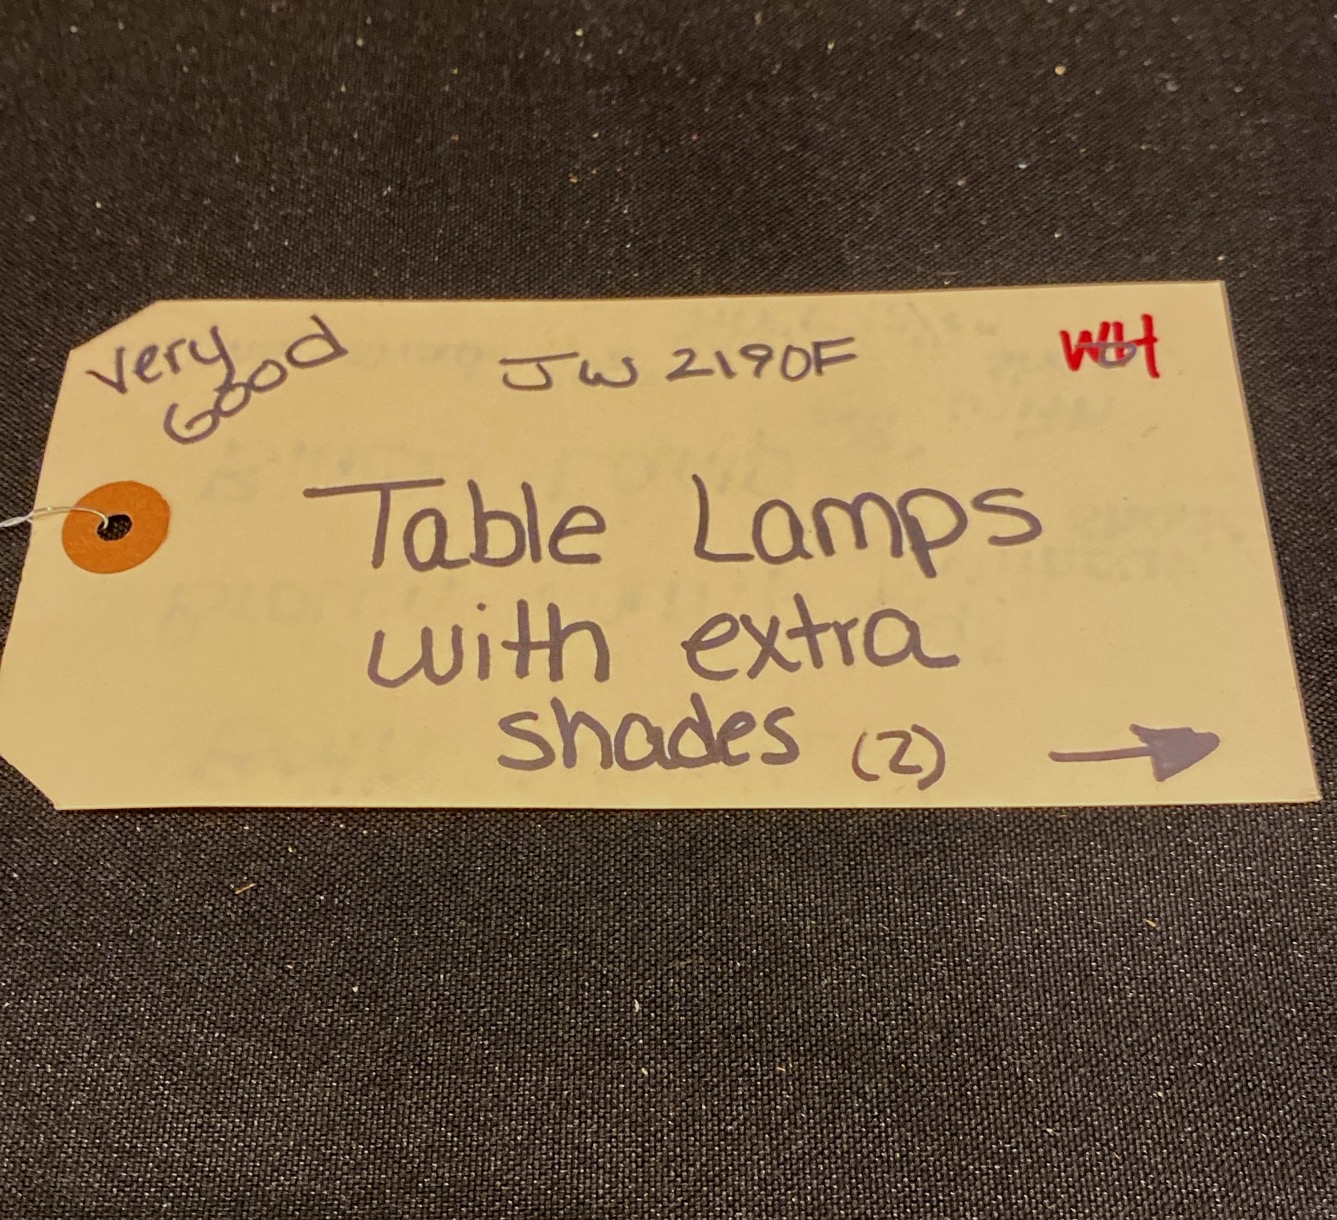 very Good
JW 2190F
WH
Table Lamps
with extra
shades (2)